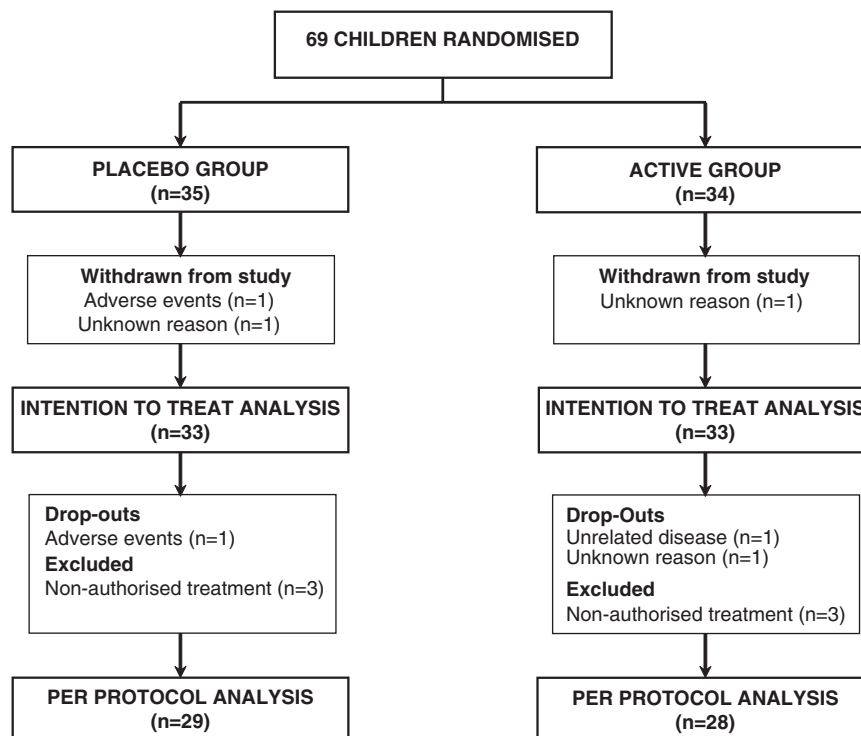 69 CHILDREN RANDOMISED
PLACEBO GROUP
(n=35)
ACTIVE GROUP
(n=34)
Withdrawn from study
Adverse events (n=1)
Unknown reason (n=1)
Withdrawn from study
Unknown reason (n=1)
INTENTION TO TREAT ANALYSIS
(n=33)
INTENTION TO TREAT ANALYSIS
(n=33)
Drop-outs
Adverse events (n=1)
Excluded
Non-authorised treatment (n=3)
Drop-Outs
Unrelated disease (n=1)
Unknown reason (n=1)
Excluded
Non-authorised treatment (n=3)
PER PROTOCOL ANALYSIS
(n=29)
PER PROTOCOL ANALYSIS
(n=28)